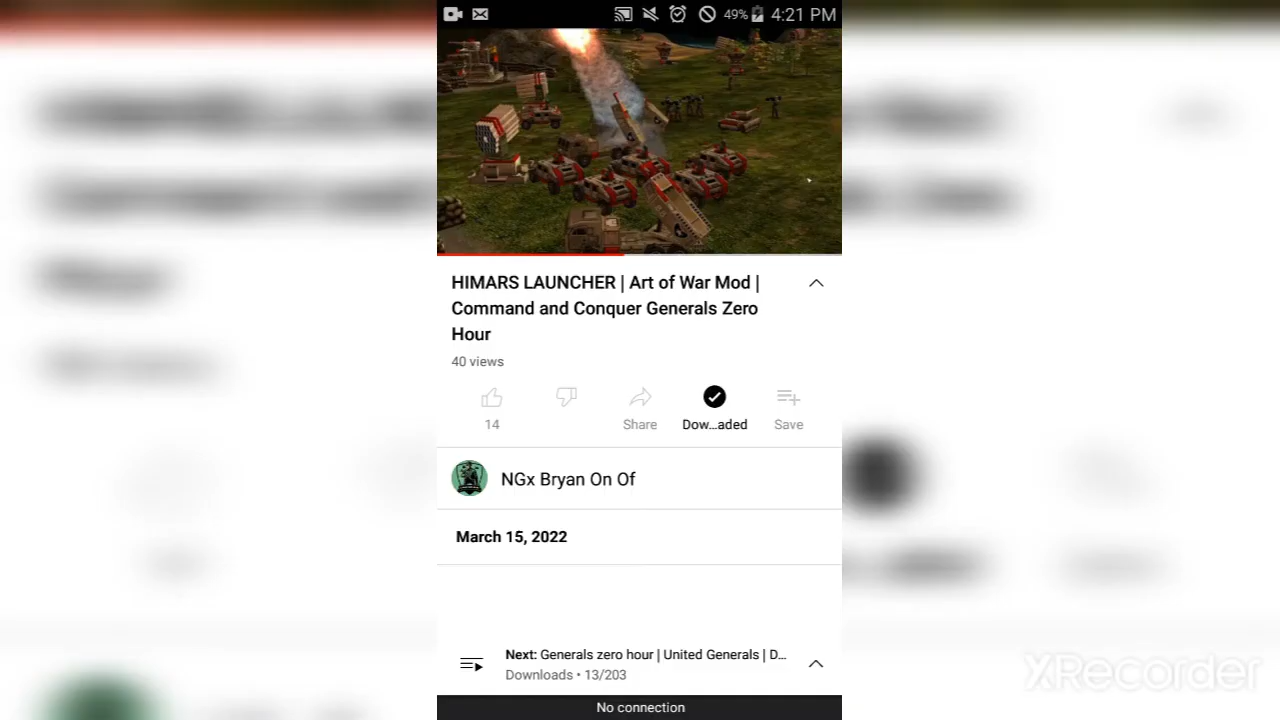 49% 4:21 PM
HIMARS LAUNCHER | Art of War Mod |
Command and Conquer Generals Zero
Hour
40 views
14
Share
Dow...aded
Save
NGx Bryan On Of
March 15, 2022
Next: Generals zero hour | United Generals | D...
Downloads • 13/203
No connection
XRecorder